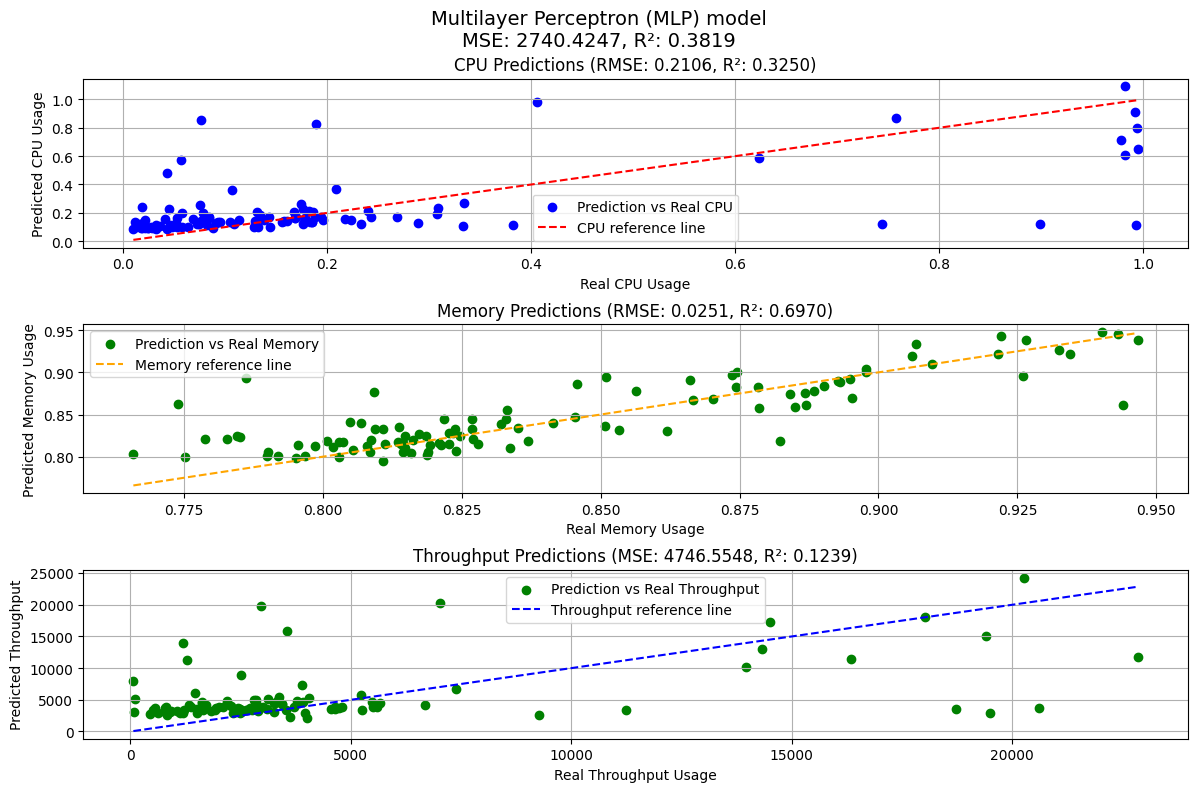 Multilayer Perceptron (MLP) model
MSE: 2740.4247, R²: 0.3819
CPU Predictions (RMSE: 0.2106, R²: 0.3250)
Predicted CPU Usage
1.0
0.8
0.6
0.4
0.2
0.0
Prediction vs Real CPU
CPU reference line
0.0 0.2 0.4 0.6 0.8 1.0
Real CPU Usage
Memory Predictions (RMSE: 0.0251, R²: 0.6970)
Predicted Memory Usage
0.95
0.90
0.85
0.80
Prediction vs Real Memory
Memory reference line
0.775 0.800 0.825 0.850 0.875 0.900 0.925 0.950
Real Memory Usage
Throughput Predictions (MSE: 4746.5548, R²: 0.1239)
Predicted Throughput
25000
20000
15000
10000
5000
0
Prediction vs Real Throughput
Throughput reference line
0 5000 10000 15000 20000
Real Throughput Usage